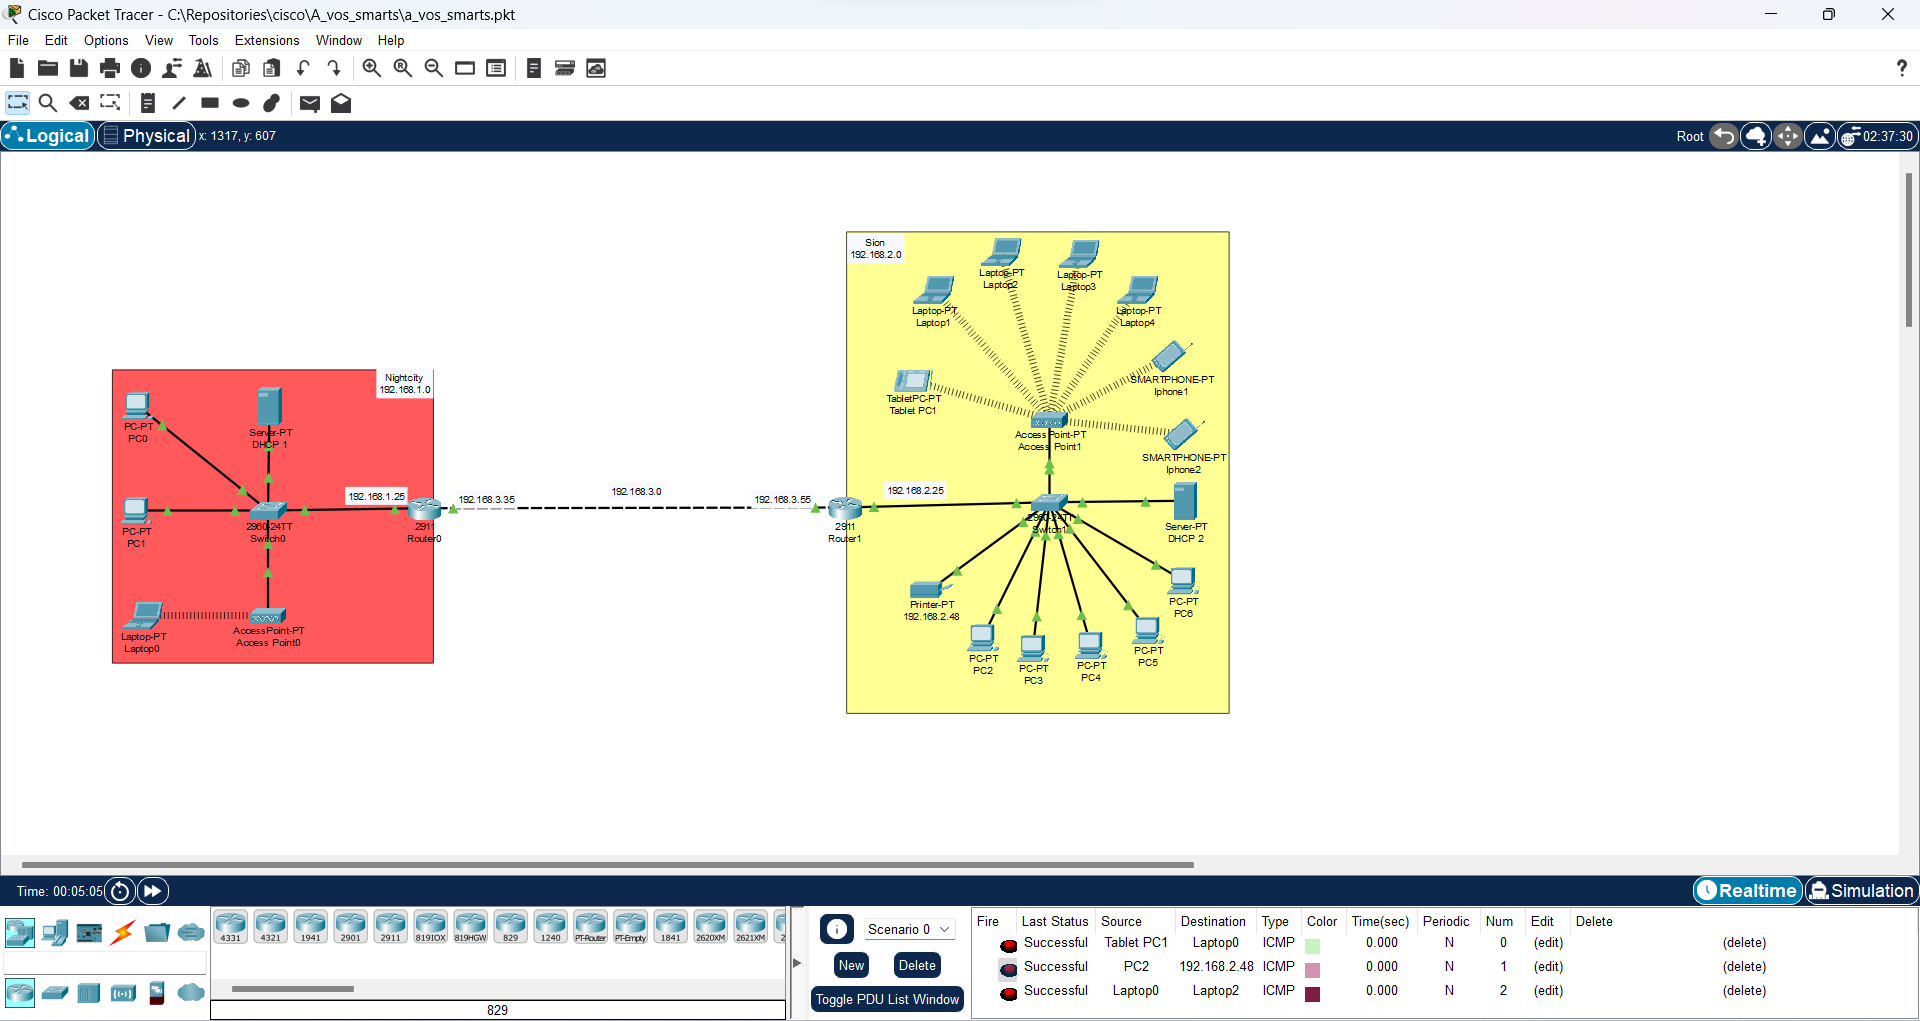 Cisco Packet Tracer - C:\Repositories\cisco\A_vos_smarts\a_vos_smarts.pkt
File Edit Options View Tools Extensions Window Help
?
Logical Physical x: 1317, y: 607 Root 02:37:30
Sion
192.168.2.0
Laptop-PT
Laptop2
Laptop-PT
Laptop3
Laptop-PT
Laptop1
Laptop-PT
Laptop4
SMARTPHONE-PT
Iphone1
TabletPC-PT
Tablet PC1
Access Point-PT
Access Point1
SMARTPHONE-PT
Iphone2
Nightcity
192.168.1.0
PC-PT
PC0
Server-PT
DHCP 1
192.168.1.25
192.168.3.35
192.168.3.0
192.168.3.55
192.168.2.25
PC-PT
PC1
2960-24TT
Switch0
2911
Router0
2911
Router1
2960-24TT
Switch1
Server-PT
DHCP 2
Laptop-PT
Laptop0
AccessPoint-PT
Access Point0
Printer-PT
192.168.2.48
PC-PT
PC2
PC-PT
PC3
PC-PT
PC4
PC-PT
PC5
PC-PT
PC6
Time: 00:05:05 Realtime Simulation
4331 4321 1941 2901 2911 819IOX 819HGW 829 1240 PT-Router PT-Empty 1841 2620XM 2621XM 2
829
Scenario 0
New Delete
Toggle PDU List Window
Fire Last Status Source Destination Type Color Time(sec) Periodic Num Edit Delete
Successful Tablet PC1 Laptop0 ICMP 0.000 N 0 (edit) (delete)
Successful PC2 192.168.2.48 ICMP 0.000 N 1 (edit) (delete)
Successful Laptop0 Laptop2 ICMP 0.000 N 2 (edit) (delete)